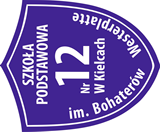 SZKOŁA
PODSTAWOWA
Nr 12
W Kielcach
im. Bohaterów
Westerplatte